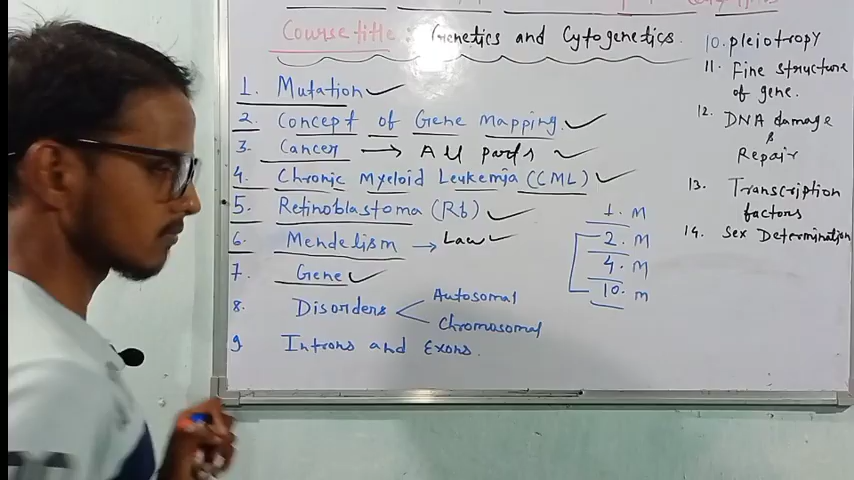 Course title : Genetics and Cytogenetics.
1. Mutation ✓
2. Concept of Gene Mapping. ✓
3. Cancer → All parts ✓
4. Chronic Myeloid Leukemia (CML) ✓
5. Retinoblastoma (Rb) ✓
6. Mendelism → Law ✓
7. Gene ✓
8. Disorders
Autosomal
Chromosomal
9 Introns and Exons.
1. M
2. M
4. M
10. m
10. pleiotropy
11. Fine structure
of gene.
12. DNA damage
&
Repair
13. Transcription
factors
14. Sex Determination